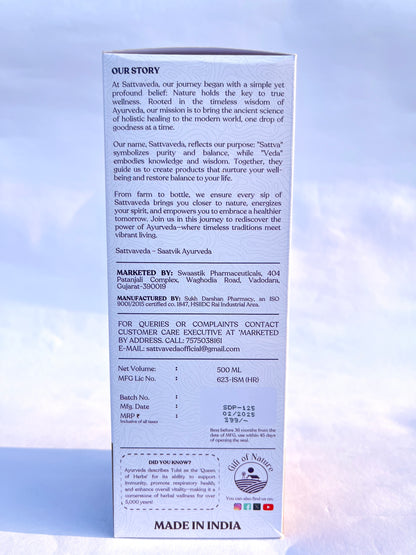 OUR STORY
At Sattvaveda, our journey began with a simple yet
profound belief: Nature holds the key to true
wellness. Rooted in the timeless wisdom of
Ayurveda, our mission is to bring the ancient science
of holistic healing to the modern world, one drop of
goodness at a time.
Our name, Sattvaveda, reflects our purpose: "Sattva"
symbolizes purity and balance, while "Veda"
embodies knowledge and wisdom. Together, they
guide us to create products that nurture your well-
being and restore balance to your life.
From farm to bottle, we ensure every sip of
Sattvaveda brings you closer to nature, energizes
your spirit, and empowers you to embrace a healthier
tomorrow. Join us in this journey to rediscover the
power of Ayurveda—where timeless traditions meet
vibrant living.
Sattvaveda – Saatvik Ayurveda
MARKETED BY: Swaastik Pharmaceuticals, 404
Patanjali Complex, Waghodia Road, Vadodara,
Gujarat-390019
MANUFACTURED BY: Sukh Darshan Pharmacy, an ISO
9001/2015 certified co. 1847, HSIIDC Rai Industrial Area.
FOR QUERIES OR COMPLAINTS CONTACT
CUSTOMER CARE EXECUTIVE AT 'MARKETED
BY ADDRESS. CALL: 7575038161
E-MAIL: sattvavedaofficial@gmail.com
Net Volume: : 500 ML
MFG Lic No. : 623-ISM (HR)
Batch No. : SDP-125
Mfg. Date : 02/2025
MRP ₹ : 299/-
Inclusive of all taxes
Best before 36 months from the
date of MFG, use within 45 days
of opening the seal.
DID YOU KNOW?
Ayurveda describes Tulsi as the 'Queen
of Herbs' for its ability to support
immunity, promote respiratory health,
and enhance overall vitality—making it a
cornerstone of herbal wellness for over
5,000 years!
Gift of Nature
You can also find us on:
MADE IN INDIA